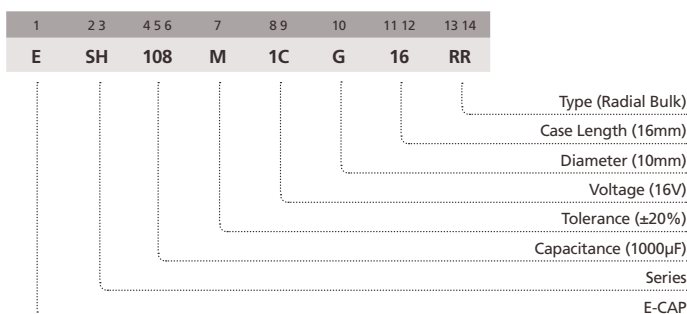 1 2 3 4 5 6 7 8 9 10 11 12 13 14
E SH 108 M 1C G 16 RR
Type (Radial Bulk)
Case Length (16mm)
Diameter (10mm)
Voltage (16V)
Tolerance (±20%)
Capacitance (1000µF)
Series
E-CAP